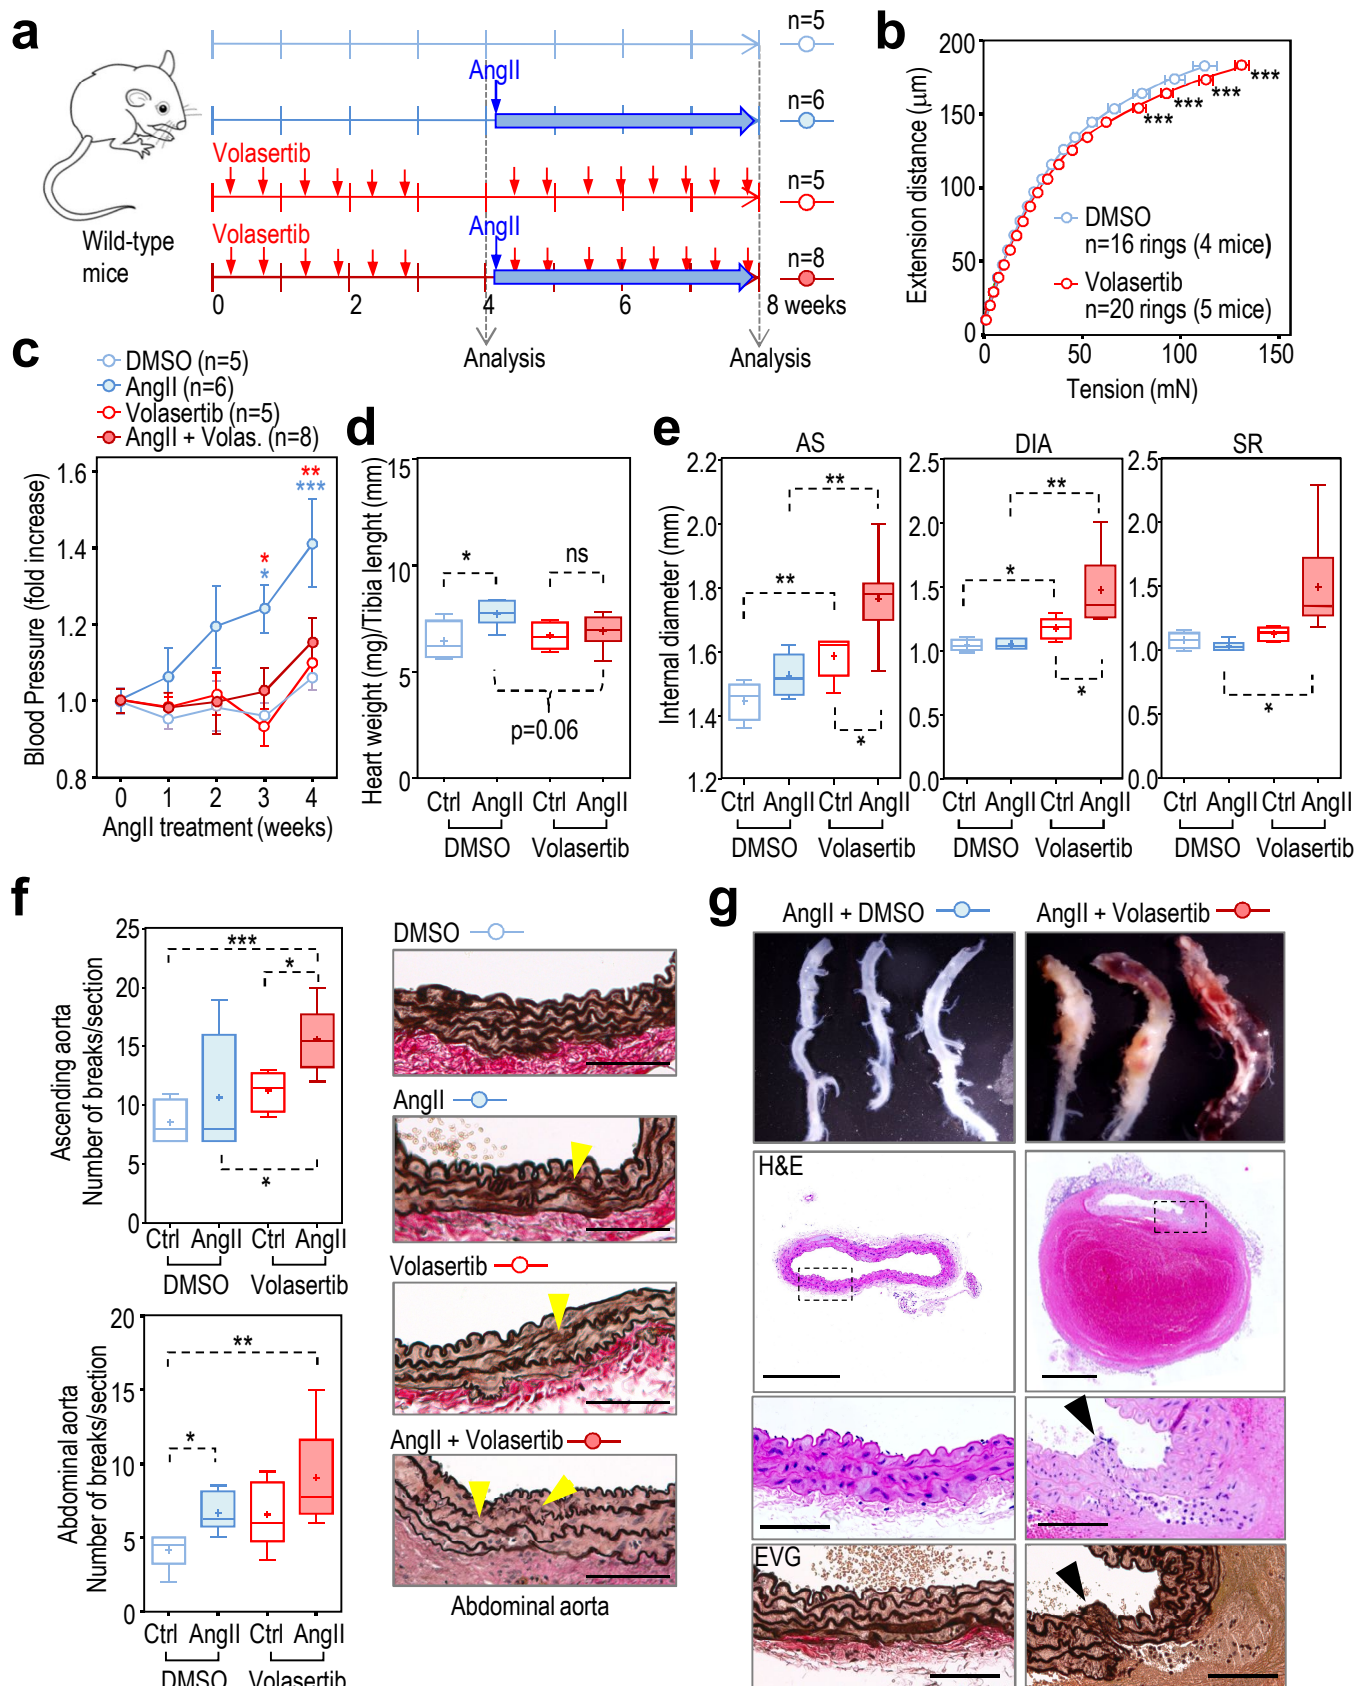 a
n=5
AngII
n=6
Volasertib
n=5
Volasertib
AngII
n=8
Wild-type
mice
0 2 4 6 8 weeks
Analysis Analysis
b
200
150
100
50
0
Extension distance (µm)
***
***
***
***
DMSO
n=16 rings (4 mice)
Volasertib
n=20 rings (5 mice)
0 50 100 150
Tension (mN)
c
DMSO (n=5)
AngII (n=6)
Volasertib (n=5)
AngII + Volas. (n=8)
1.6
1.4
1.2
1.0
0.8
Blood Pressure (fold increase)
**
***
*
*
0 1 2 3 4
AngII treatment (weeks)
d
15
10
5
0
Heart weight (mg)/Tibia lenght (mm)
*
ns
p=0.06
Ctrl AngII Ctrl AngII
DMSO Volasertib
e
AS
2.2
2.0
1.8
1.6
1.4
1.2
Internal diameter (mm)
**
**
*
Ctrl AngII Ctrl AngII
DMSO Volasertib
DIA
2.5
2.0
1.5
1.0
0.5
0.0
**
*
*
Ctrl AngII Ctrl AngII
DMSO Volasertib
SR
2.5
2.0
1.5
1.0
0.5
0.0
*
Ctrl AngII Ctrl AngII
DMSO Volasertib
f
25
20
15
10
5
0
Ascending aorta
Number of breaks/section
***
*
*
Ctrl AngII Ctrl AngII
DMSO Volasertib
20
15
10
5
0
Abdominal aorta
Number of breaks/section
**
*
Ctrl AngII Ctrl AngII
DMSO Volasertib
DMSO
AngII
Volasertib
AngII + Volasertib
Abdominal aorta
g
AngII + DMSO
AngII + Volasertib
H&E
EVG